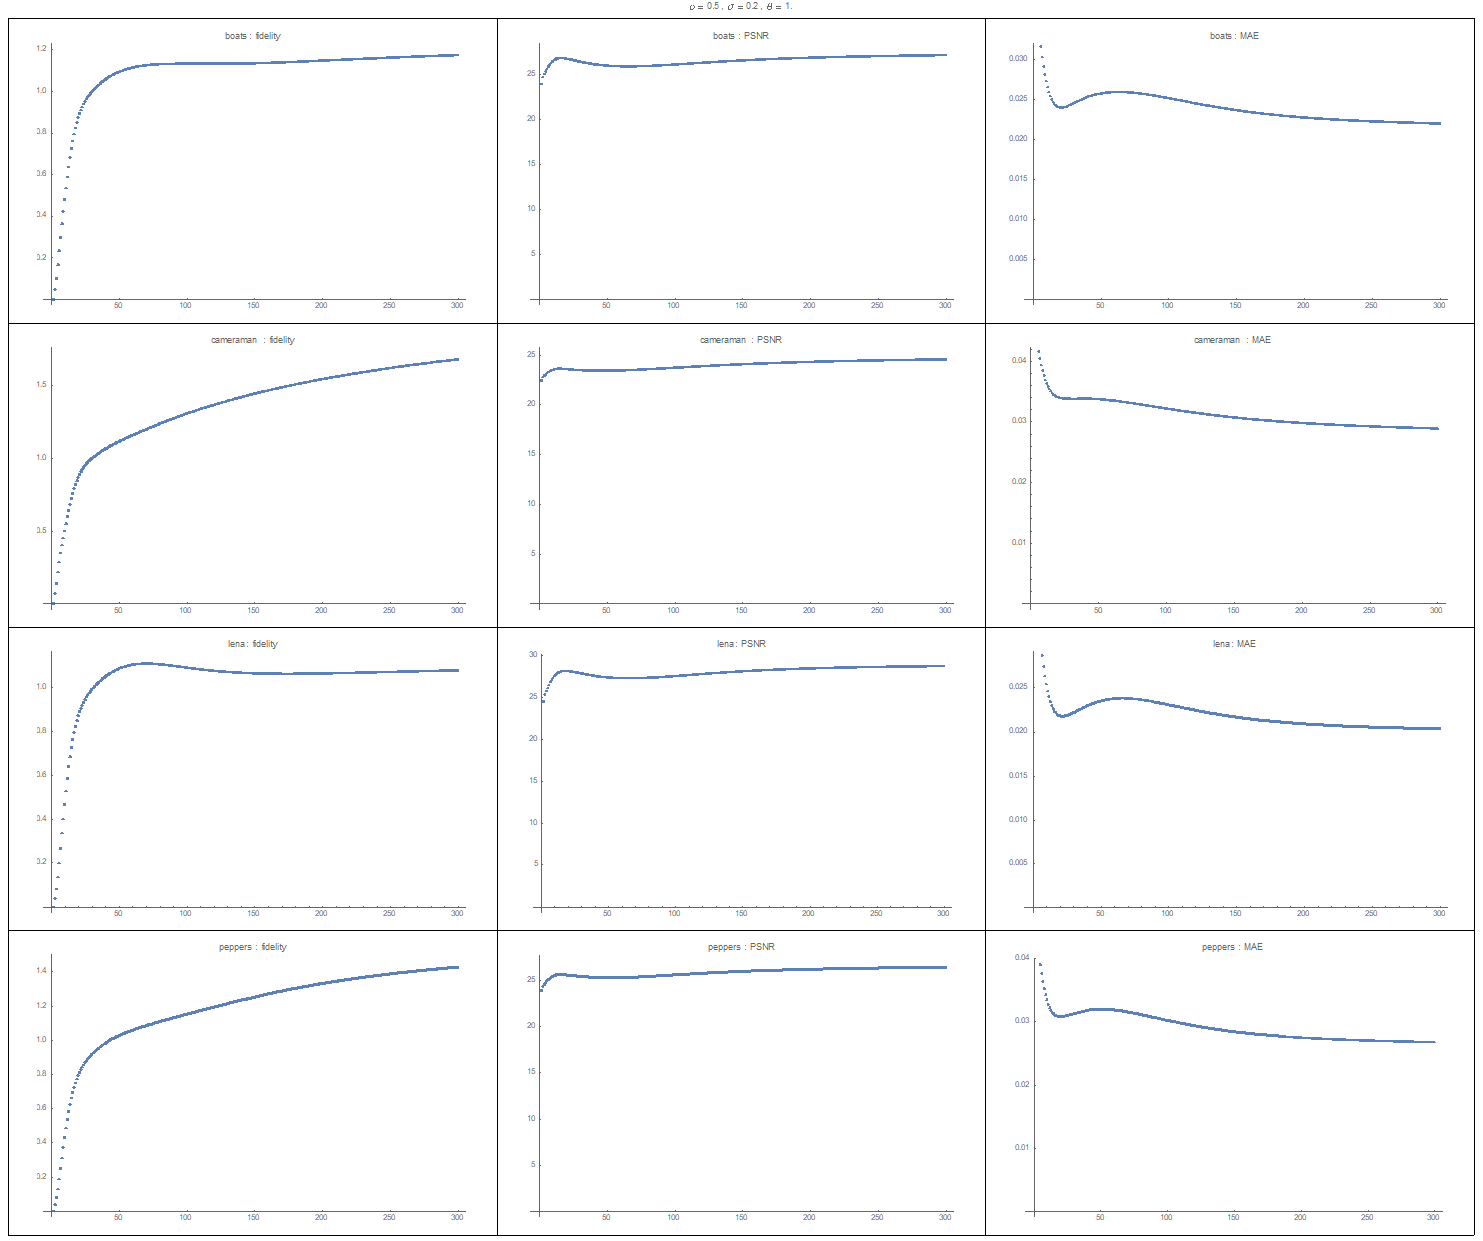 ρ = 0.5 , σ = 0.2 , θ = 1.
boats : fidelity
1.2
1.0
0.8
0.6
0.4
0.2
50 100 150 200 250 300
boats : PSNR
25
20
15
10
5
50 100 150 200 250 300
boats : MAE
0.030
0.025
0.020
0.015
0.010
0.005
50 100 150 200 250 300
cameraman : fidelity
1.5
1.0
0.5
50 100 150 200 250 300
cameraman : PSNR
25
20
15
10
5
50 100 150 200 250 300
cameraman : MAE
0.04
0.03
0.02
0.01
50 100 150 200 250 300
lena : fidelity
1.0
0.8
0.6
0.4
0.2
50 100 150 200 250 300
lena : PSNR
30
25
20
15
10
5
50 100 150 200 250 300
lena : MAE
0.025
0.020
0.015
0.010
0.005
50 100 150 200 250 300
peppers : fidelity
1.4
1.2
1.0
0.8
0.6
0.4
0.2
50 100 150 200 250 300
peppers : PSNR
25
20
15
10
5
50 100 150 200 250 300
peppers : MAE
0.04
0.03
0.02
0.01
50 100 150 200 250 300